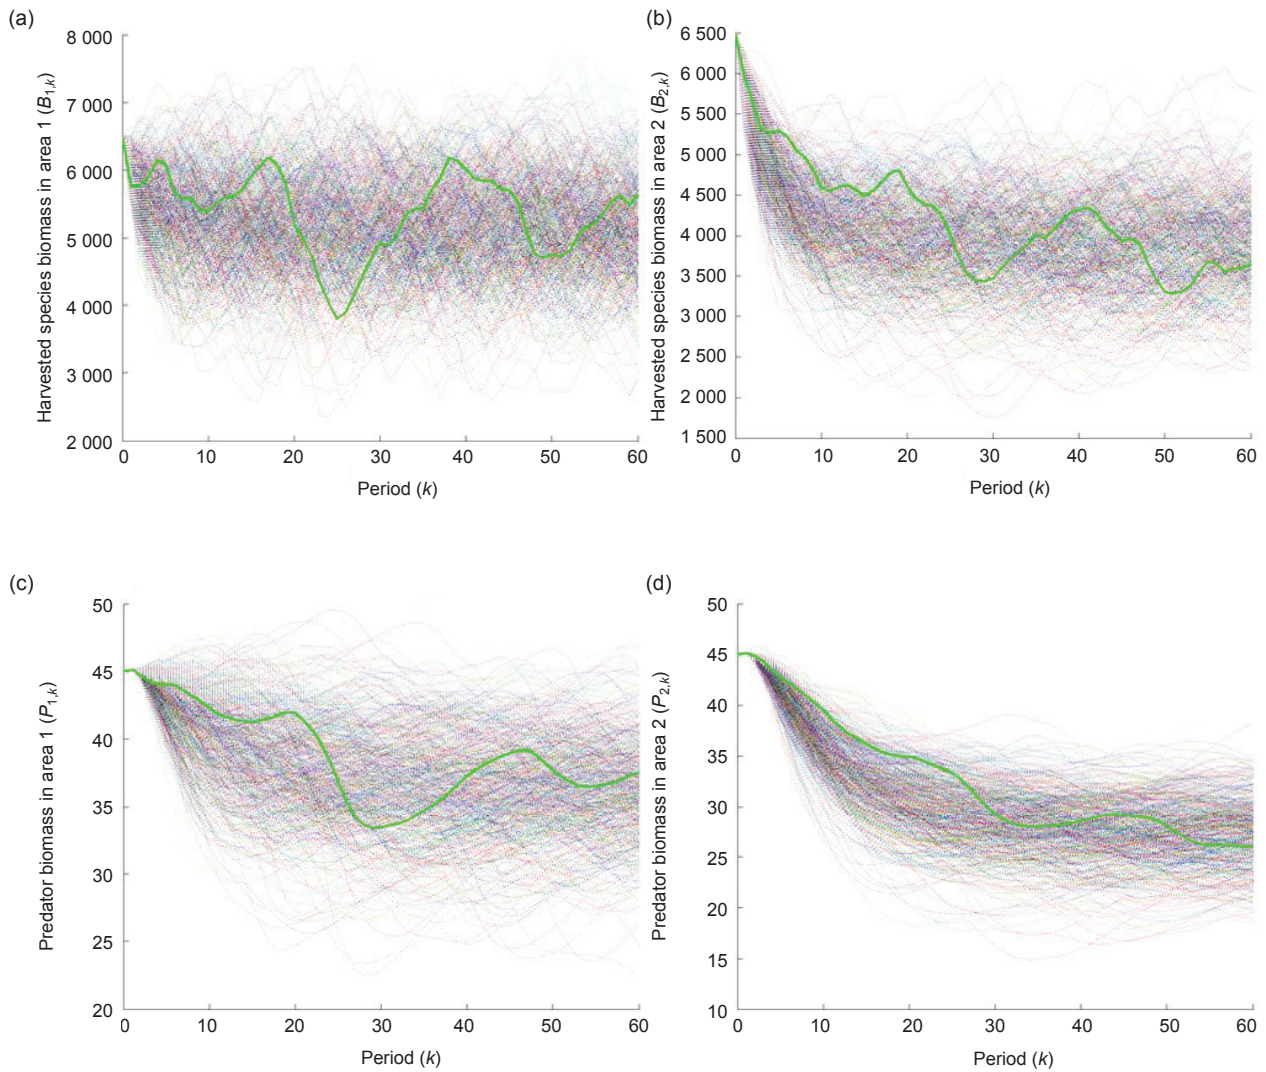 (a)
8 000
7 000
6 000
5 000
4 000
3 000
2 000
0 10 20 30 40 50 60
Harvested species biomass in area 1 (B1,k)
Period (k)
(b)
6 500
6 000
5 500
5 000
4 500
4 000
3 500
3 000
2 500
2 000
1 500
0 10 20 30 40 50 60
Harvested species biomass in area 2 (B2,k)
Period (k)
(c)
50
45
40
35
30
25
20
0 10 20 30 40 50 60
Predator biomass in area 1 (P1,k)
Period (k)
(d)
50
45
40
35
30
25
20
15
10
0 10 20 30 40 50 60
Predator biomass in area 2 (P2,k)
Period (k)